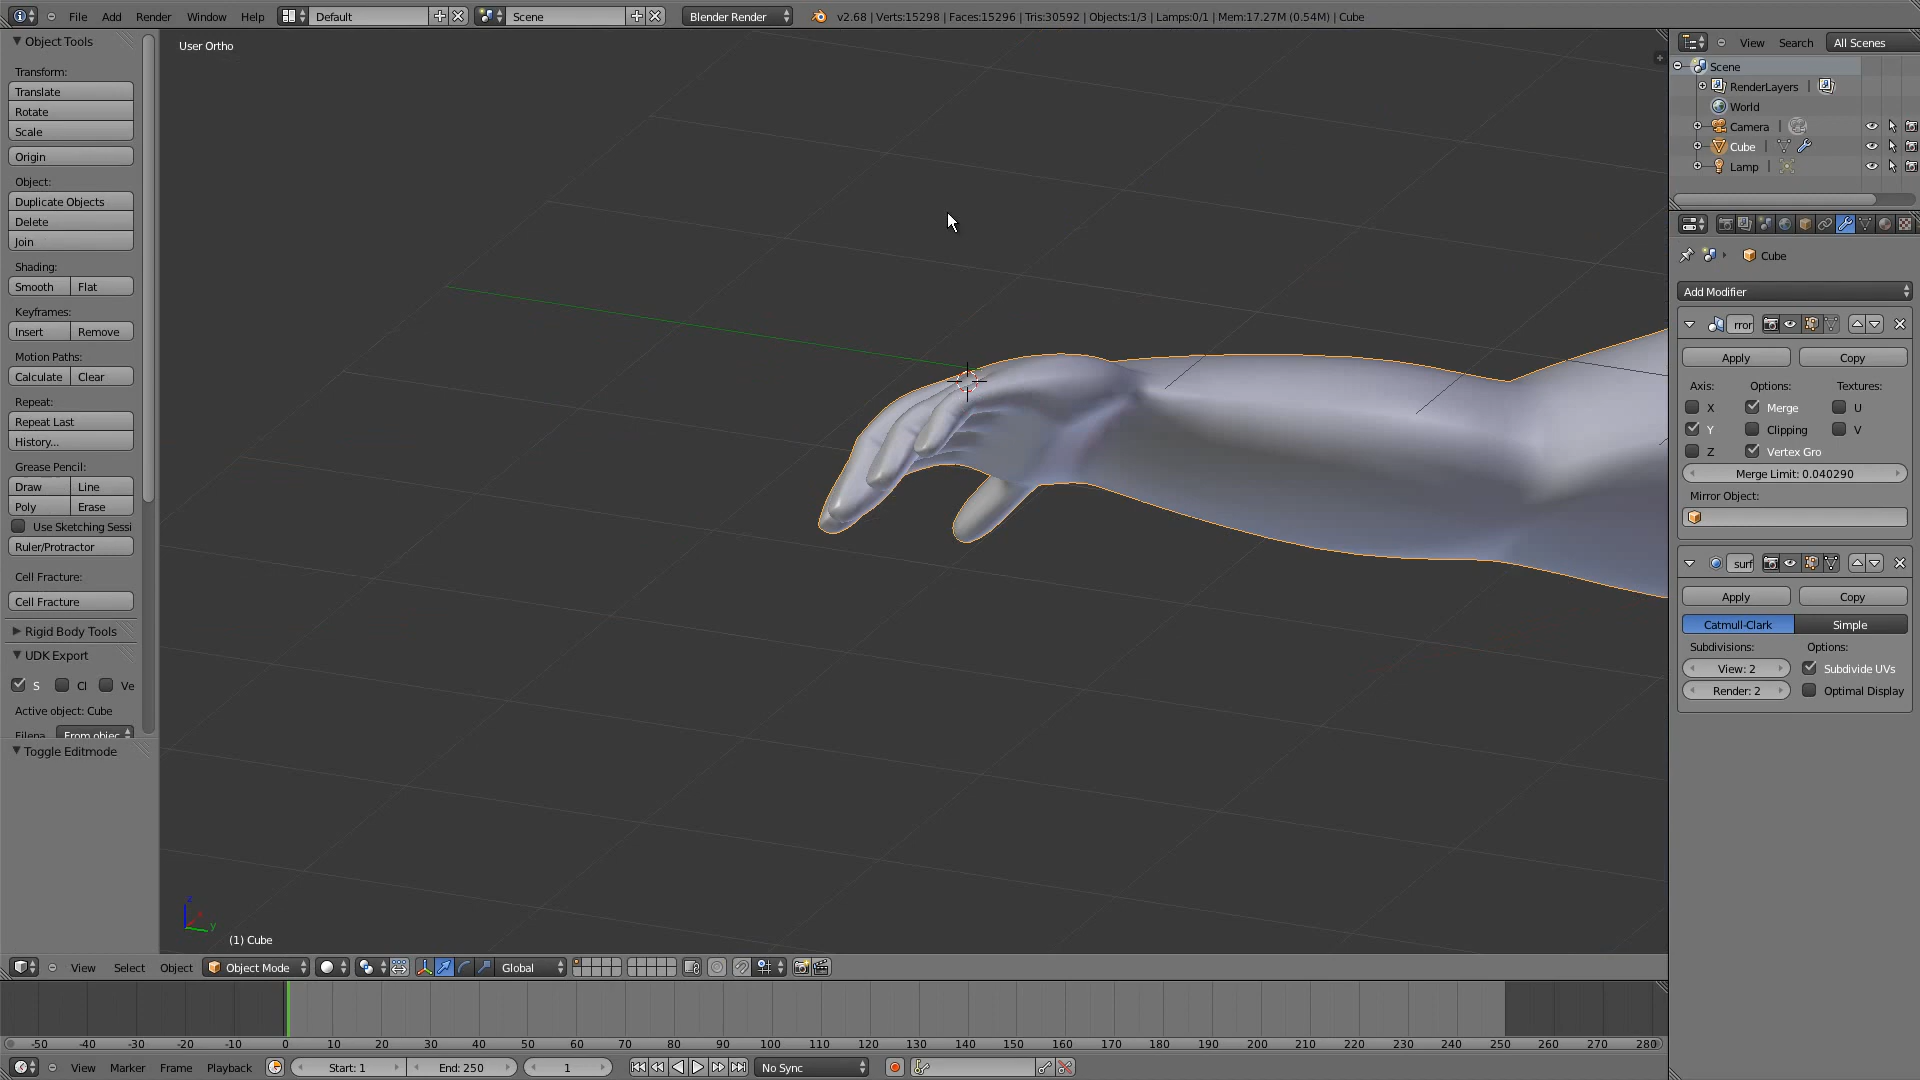 File Add Render Window Help Default Scene Blender Render v2.68 | Verts:15298 | Faces:15296 | Tris:30592 | Objects:1/3 | Lamps:0/1 | Mem:17.27M (0.54M) | Cube
Object Tools
Transform:
Translate
Rotate
Scale
Origin
Object:
Duplicate Objects
Delete
Join
Shading:
Smooth Flat
Keyframes:
Insert Remove
Motion Paths:
Calculate Clear
Repeat:
Repeat Last
History...
Grease Pencil:
Draw Line
Poly Erase
Use Sketching Sessi
Ruler/Protractor
Cell Fracture:
Cell Fracture
Rigid Body Tools
UDK Export
S Cl Ve
Active object: Cube
Filena From objec
Toggle Editmode
User Ortho
z
x
y
(1) Cube
View Search All Scenes
Scene
RenderLayers |
World
Camera |
Cube |
Lamp |
Cube
Add Modifier
rror
Apply Copy
Axis: Options: Textures:
X Merge U
Y Clipping V
Z Vertex Gro
Merge Limit: 0.040290
Mirror Object:
surf
Apply Copy
Catmull-Clark Simple
Subdivisions: Options:
View: 2 Subdivide UVs
Render: 2 Optimal Display
View Select Object Object Mode Global
-50 -40 -30 -20 -10 0 10 20 30 40 50 60 70 80 90 100 110 120 130 140 150 160 170 180 190 200 210 220 230 240 250 260 270 280
View Marker Frame Playback Start: 1 End: 250 1 No Sync